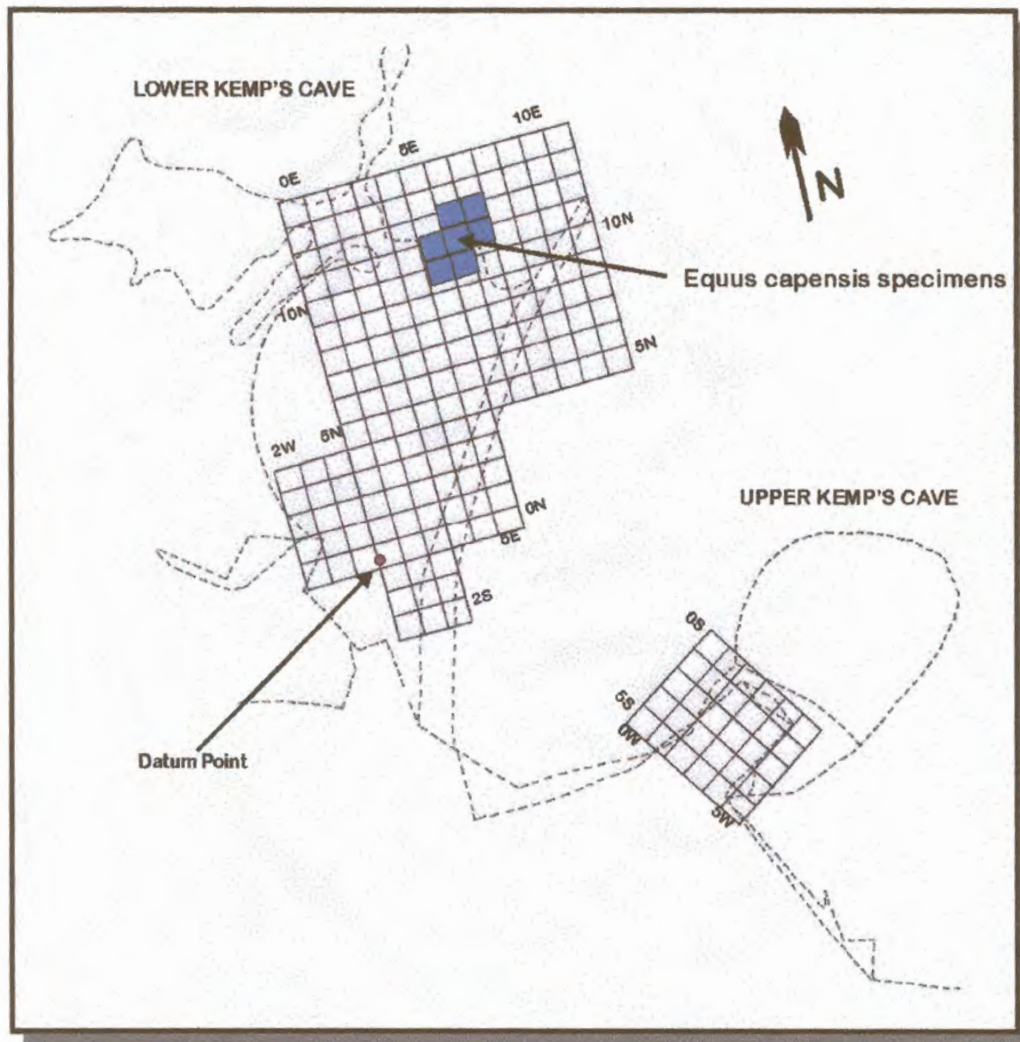 LOWER KEMP'S CAVE
10E
5E
0E
N
10N
Equus capensis specimens
10N
5N
5N
2W
UPPER KEMP'S CAVE
0N
5E
2S
0S
5S
0W
Datum Point
5W